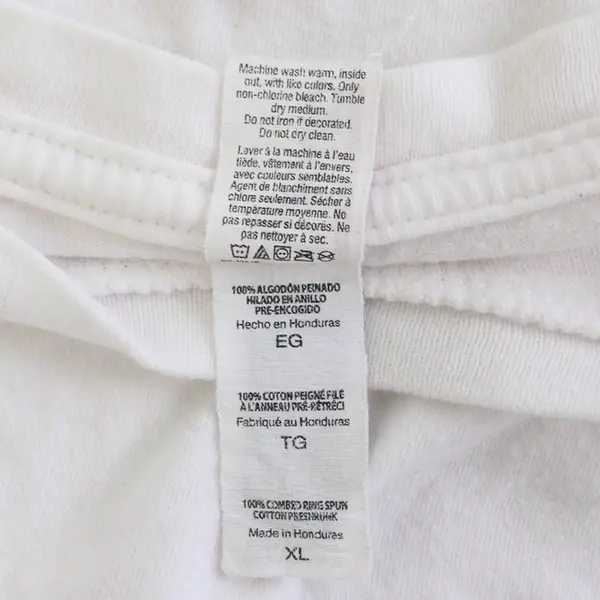 Machine wash warm, inside
out, with like colors. Only
non-chlorine bleach. Tumble
dry medium.
Do not iron if decorated.
Do not dry clean.
Laver à la machine à l'eau
tiède, vêtement à l'envers,
avec couleurs semblables.
Agent de blanchiment sans
chlore seulement. Sécher à
température moyenne. Ne
pas repasser si décorés. Ne
pas nettoyer à sec.
100% ALGODÓN PEINADO
HILADO EN ANILLO
PRE-ENCOGIDO
Hecho en Honduras
EG
100% COTON PEIGNÉ FILÉ
À L'ANNEAU PRÉ-RÉTRÉCI
Fabriqué au Honduras
TG
100% COMBED RING SPUN
COTTON PRESHRUNK
Made in Honduras
XL